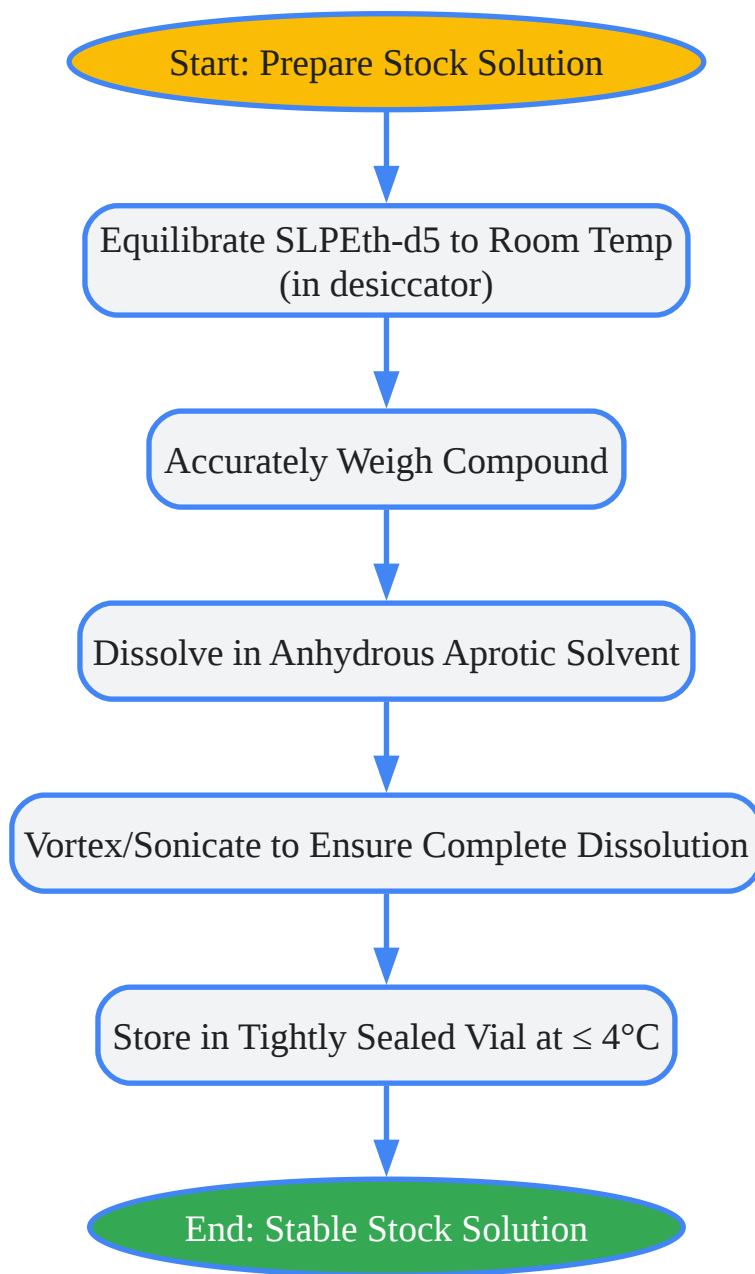 Start: Prepare Stock Solution
Equilibrate SLPEth-d5 to Room Temp
(in desiccator)
Accurately Weigh Compound
Dissolve in Anhydrous Aprotic Solvent
Vortex/Sonicate to Ensure Complete Dissolution
Store in Tightly Sealed Vial at ≤ 4°C
End: Stable Stock Solution